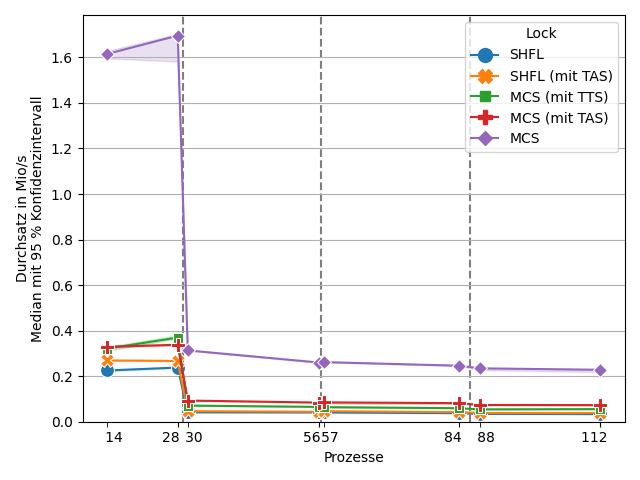 Durchsatz in Mio/s
Median mit 95 % Konfidenzintervall
1.6
1.4
1.2
1.0
0.8
0.6
0.4
0.2
0.0
Lock
SHFL
SHFL (mit TAS)
MCS (mit TTS)
MCS (mit TAS)
MCS
14 28 30 56 57 84 88 112
Prozesse